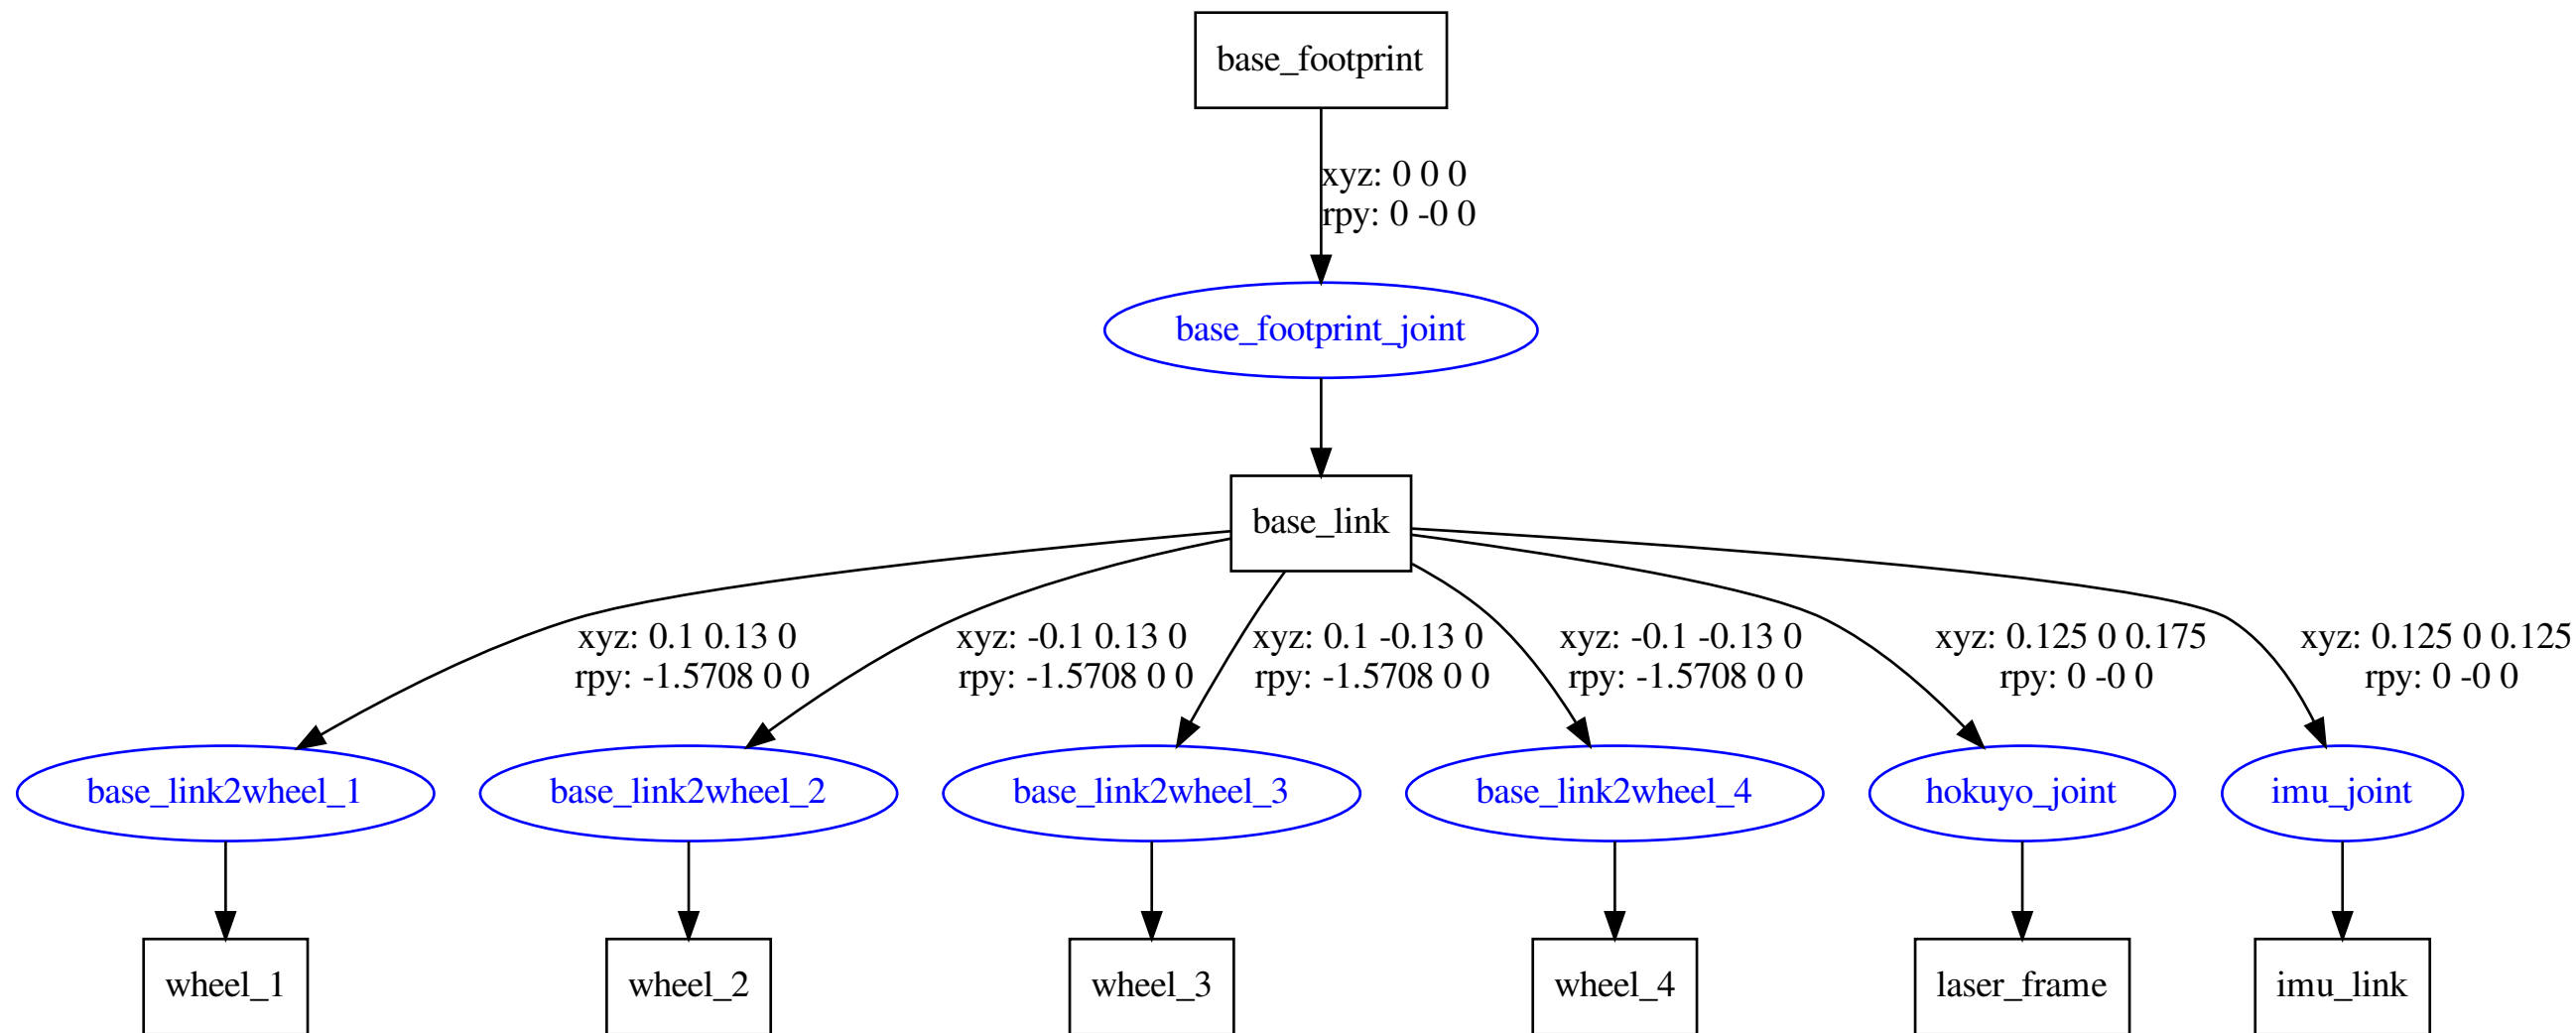 base_footprint
xyz: 0 0 0
rpy: 0 -0 0
base_footprint_joint
base_link
xyz: 0.1 0.13 0
rpy: -1.5708 0 0
xyz: -0.1 0.13 0
rpy: -1.5708 0 0
xyz: 0.1 -0.13 0
rpy: -1.5708 0 0
xyz: -0.1 -0.13 0
rpy: -1.5708 0 0
xyz: 0.125 0 0.175
rpy: 0 -0 0
xyz: 0.125 0 0.125
rpy: 0 -0 0
base_link2wheel_1
base_link2wheel_2
base_link2wheel_3
base_link2wheel_4
hokuyo_joint
imu_joint
wheel_1
wheel_2
wheel_3
wheel_4
laser_frame
imu_link